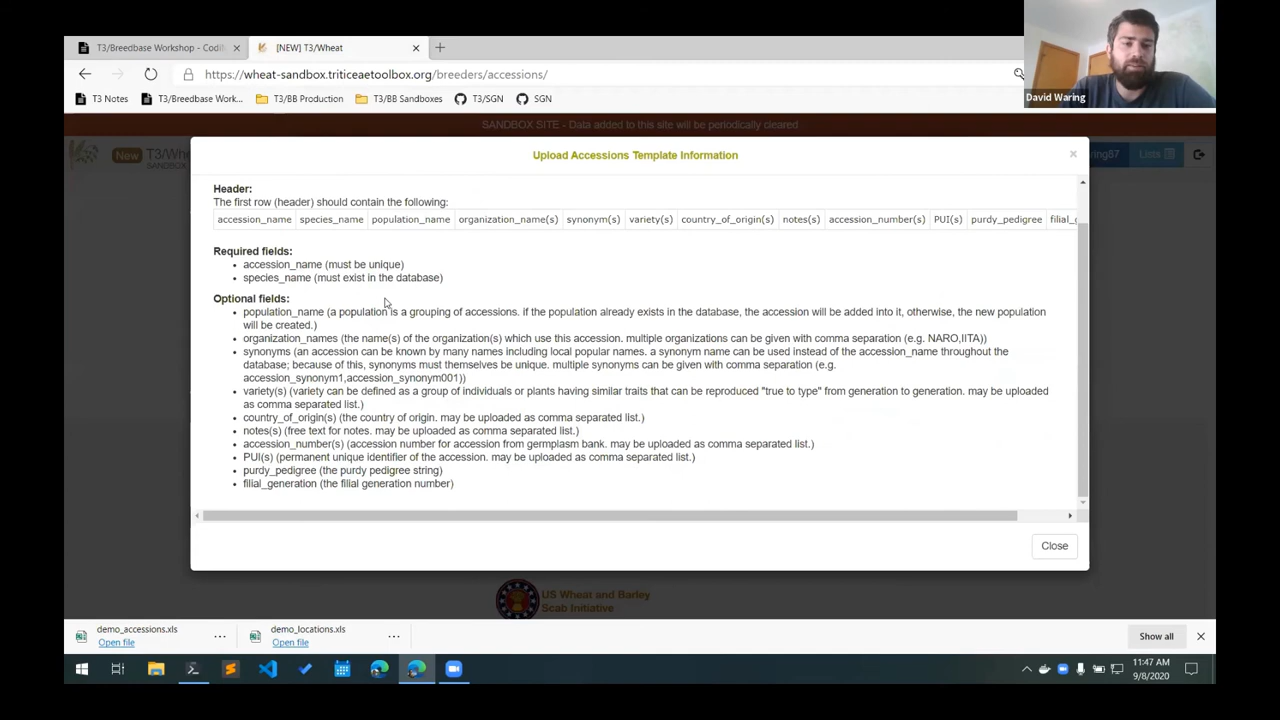 T3/Breedbase Workshop - CodiM
[NEW] T3/Wheat
https://wheat-sandbox.triticeaetoolbox.org/breeders/accessions/
T3 Notes
T3/Breedbase Work...
T3/BB Production
T3/BB Sandboxes
T3/SGN
SGN
David Waring
SANDBOX SITE - Data added to this site will be periodically cleared
New
T3/Whe
SANDBOX
ring87
Lists
Upload Accessions Template Information
×
Header:
The first row (header) should contain the following:
accession_name species_name population_name organization_name(s) synonym(s) variety(s) country_of_origin(s) notes(s) accession_number(s) PUI(s) purdy_pedigree filial_g
Required fields:
accession_name (must be unique)
species_name (must exist in the database)
Optional fields:
population_name (a population is a grouping of accessions. if the population already exists in the database, the accession will be added into it, otherwise, the new population
will be created.)
organization_names (the name(s) of the organization(s) which use this accession. multiple organizations can be given with comma separation (e.g. NARO,IITA))
synonyms (an accession can be known by many names including local popular names. a synonym name can be used instead of the accession_name throughout the
database; because of this, synonyms must themselves be unique. multiple synonyms can be given with comma separation (e.g.
accession_synonym1,accession_synonym001))
variety(s) (variety can be defined as a group of individuals or plants having similar traits that can be reproduced "true to type" from generation to generation. may be uploaded
as comma separated list.)
country_of_origin(s) (the country of origin. may be uploaded as comma separated list.)
notes(s) (free text for notes. may be uploaded as comma separated list.)
accession_number(s) (accession number for accession from germplasm bank. may be uploaded as comma separated list.)
PUI(s) (permanent unique identifier of the accession. may be uploaded as comma separated list.)
purdy_pedigree (the purdy pedigree string)
filial_generation (the filial generation number)
Close
US Wheat and Barley
Scab Initiative
demo_accessions.xls
Open file
demo_locations.xls
Open file
Show all
11:47 AM
9/8/2020